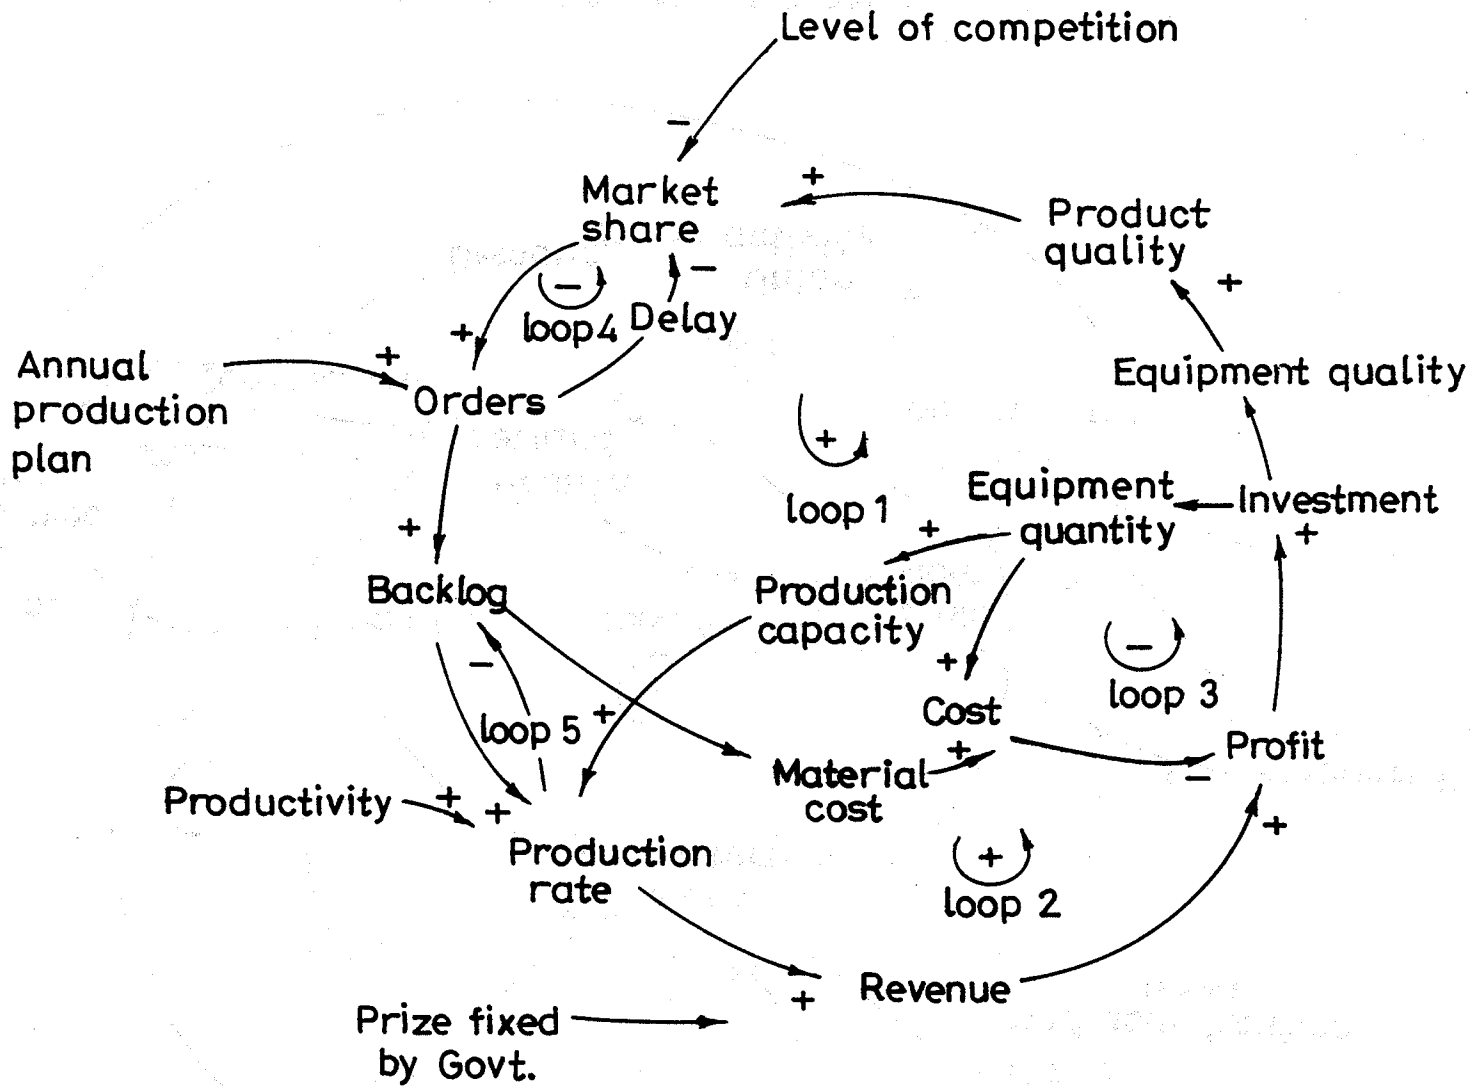 Level of competition
−
Market
share
+
Product
quality
−
−
loop4
Delay
+
+
Annual
production
plan
+
Orders
Equipment quality
+
loop 1
Equipment
quantity
Investment
+
+
+
Backlog
Production
capacity
−
loop 3
−
+
+
loop 5
Cost
+
Profit
−
Material
cost
Productivity
+
+
+
+
loop 2
Production
rate
Revenue
+
Prize fixed
by Govt.